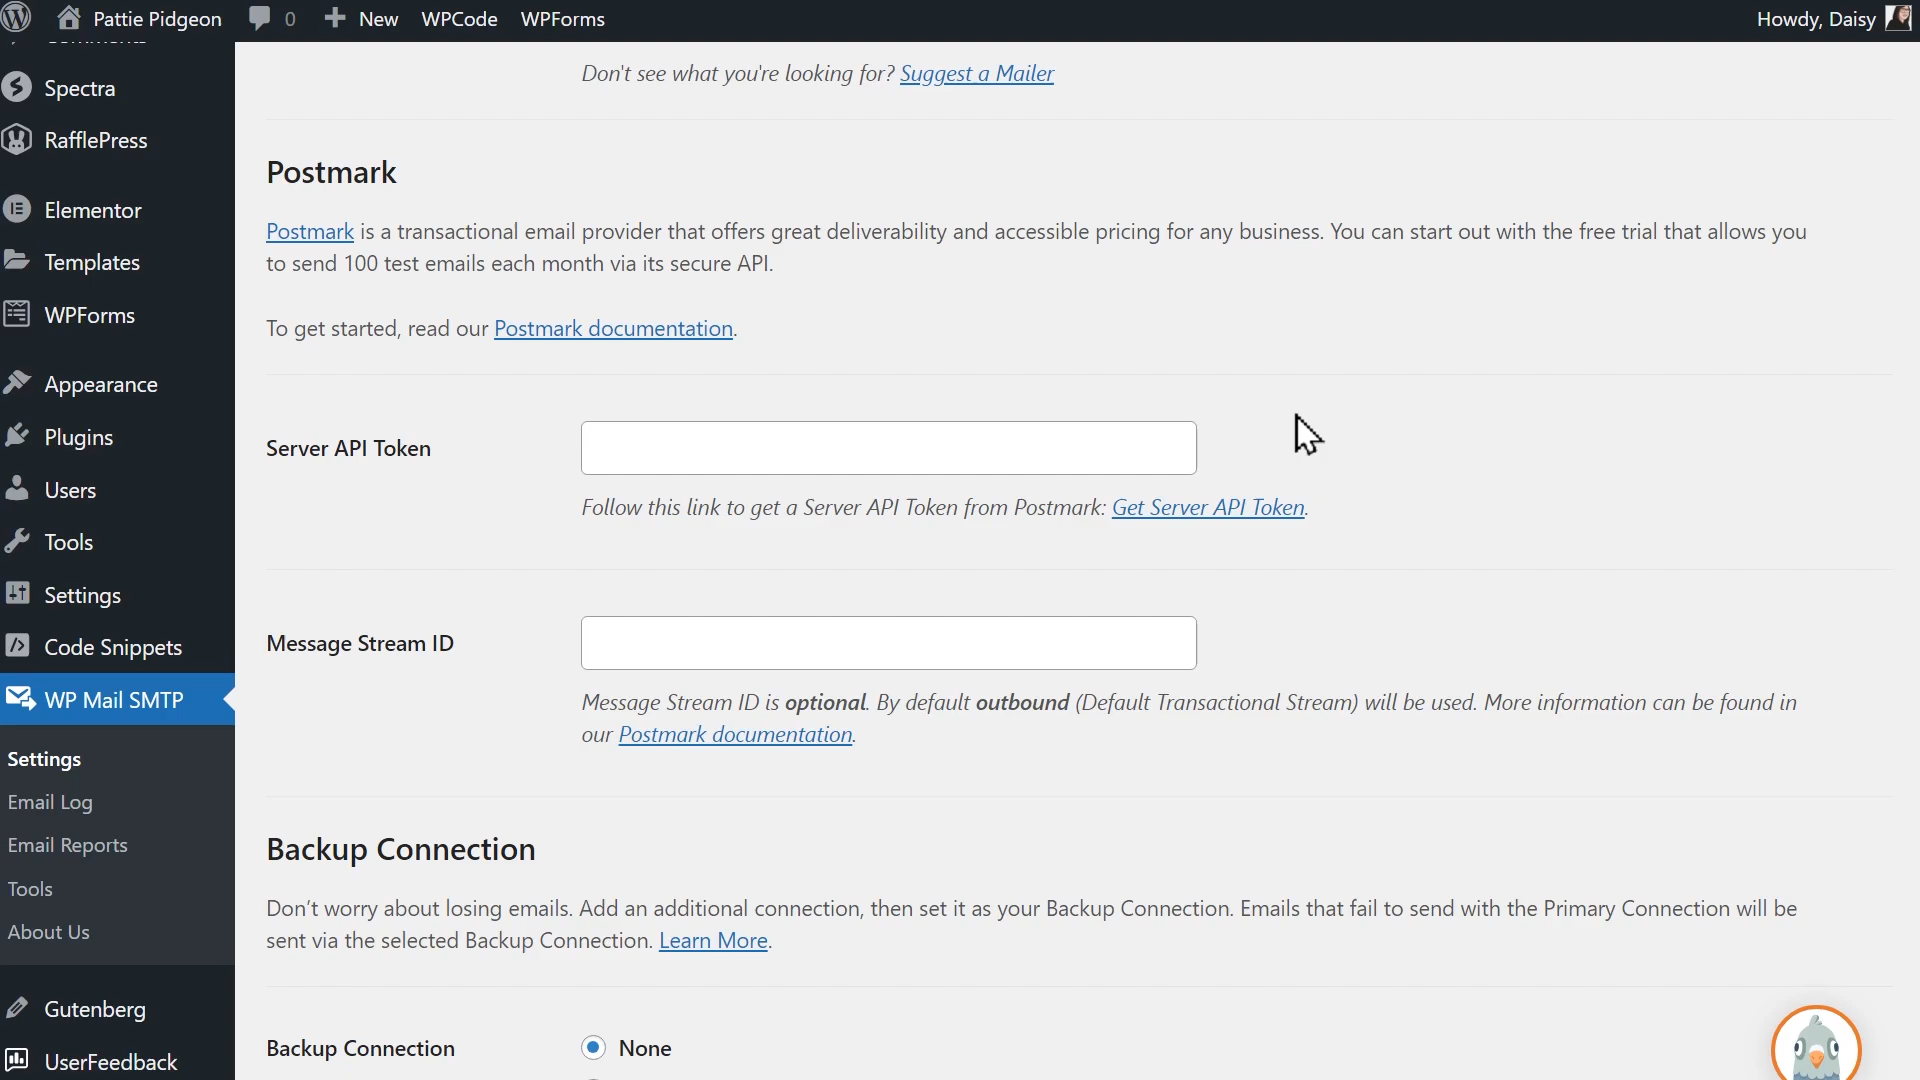 Pattie Pidgeon 0 New WPCode WPForms Howdy, Daisy
Comments
Spectra
RafflePress
Elementor
Templates
WPForms
Appearance
Plugins
Users
Tools
Settings
Code Snippets
WP Mail SMTP
Settings
Email Log
Email Reports
Tools
About Us
Gutenberg
UserFeedback
Don't see what you're looking for? Suggest a Mailer
Postmark
Postmark is a transactional email provider that offers great deliverability and accessible pricing for any business. You can start out with the free trial that allows you
to send 100 test emails each month via its secure API.
To get started, read our Postmark documentation.
Server API Token
Follow this link to get a Server API Token from Postmark: Get Server API Token.
Message Stream ID
Message Stream ID is optional. By default outbound (Default Transactional Stream) will be used. More information can be found in
our Postmark documentation.
Backup Connection
Don’t worry about losing emails. Add an additional connection, then set it as your Backup Connection. Emails that fail to send with the Primary Connection will be
sent via the selected Backup Connection. Learn More.
Backup Connection
None